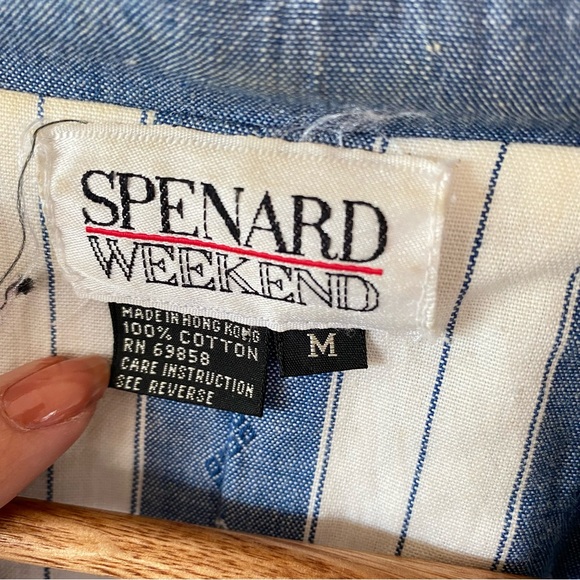 SPENARD
WEEKEND
MADE IN HONG KONG
100% COTTON
RN 69858
CARE INSTRUCTION
SEE REVERSE
M